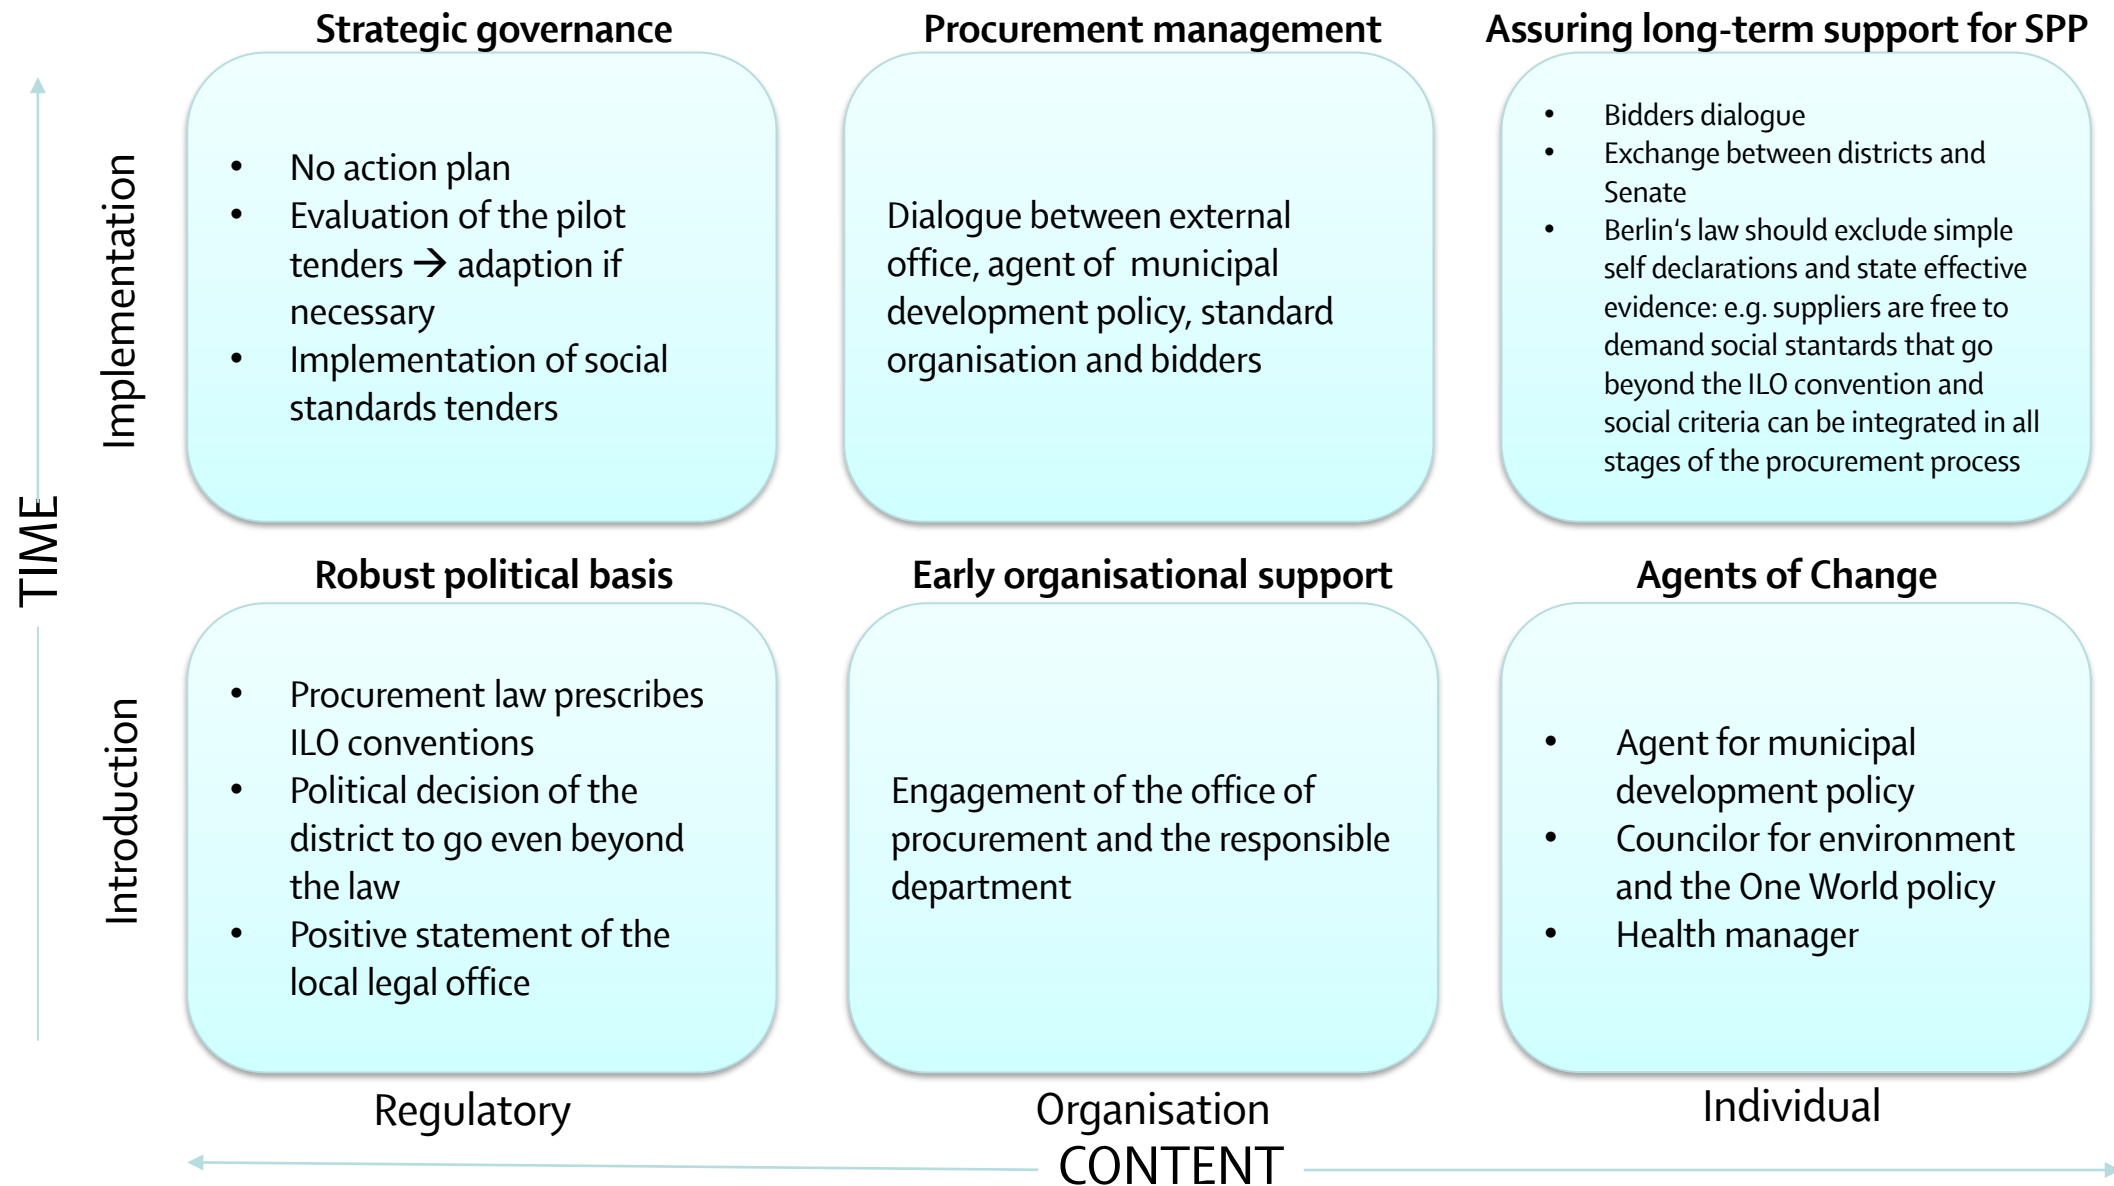 Strategic governance
• No action plan
• Evaluation of the pilot
tenders → adaption if
necessary
• Implementation of social
standards tenders
Procurement management
Dialogue between external
office, agent of municipal
development policy, standard
organisation and bidders
Assuring long-term support for SPP
• Bidders dialogue
• Exchange between districts and
Senate
• Berlin‘s law should exclude simple
self declarations and state effective
evidence: e.g. suppliers are free to
demand social stantards that go
beyond the ILO convention and
social criteria can be integrated in all
stages of the procurement process
Implementation
TIME
Robust political basis
• Procurement law prescribes
ILO conventions
• Political decision of the
district to go even beyond
the law
• Positive statement of the
local legal office
Early organisational support
Engagement of the office of
procurement and the responsible
department
Agents of Change
• Agent for municipal
development policy
• Councilor for environment
and the One World policy
• Health manager
Introduction
Regulatory
Organisation
Individual
CONTENT